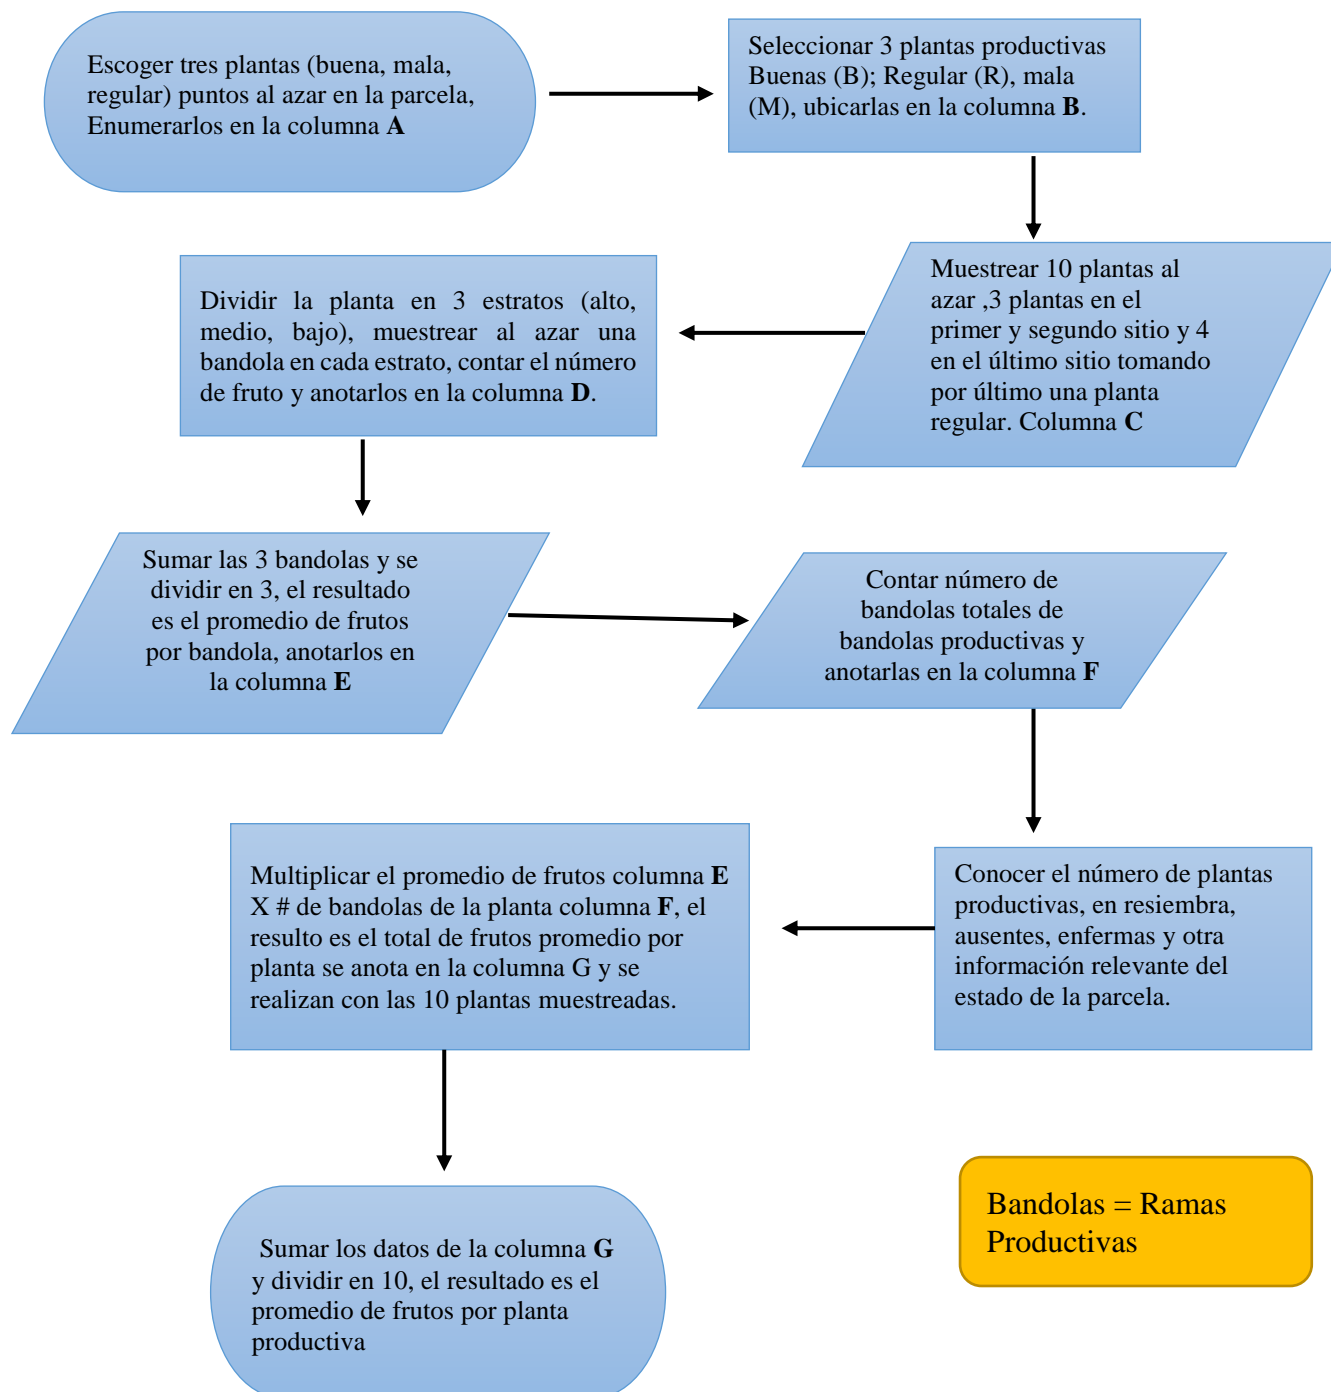 Escoger tres plantas (buena, mala,
regular) puntos al azar en la parcela,
Enumerarlos en la columna A
Seleccionar 3 plantas productivas
Buenas (B); Regular (R), mala
(M), ubicarlas en la columna B.
Muestrear 10 plantas al
azar ,3 plantas en el
primer y segundo sitio y 4
en el último sitio tomando
por último una planta
regular. Columna C
Dividir la planta en 3 estratos (alto,
medio, bajo), muestrear al azar una
bandola en cada estrato, contar el número
de fruto y anotarlos en la columna D.
Sumar las 3 bandolas y se
dividir en 3, el resultado
es el promedio de frutos
por bandola, anotarlos en
la columna E
Contar número de
bandolas totales de
bandolas productivas y
anotarlas en la columna F
Conocer el número de plantas
productivas, en resiembra,
ausentes, enfermas y otra
información relevante del
estado de la parcela.
Multiplicar el promedio de frutos columna E
X # de bandolas de la planta columna F, el
resulto es el total de frutos promedio por
planta se anota en la columna G y se
realizan con las 10 plantas muestreadas.
Sumar los datos de la columna G
y dividir en 10, el resultado es el
promedio de frutos por planta
productiva
Bandolas = Ramas
Productivas